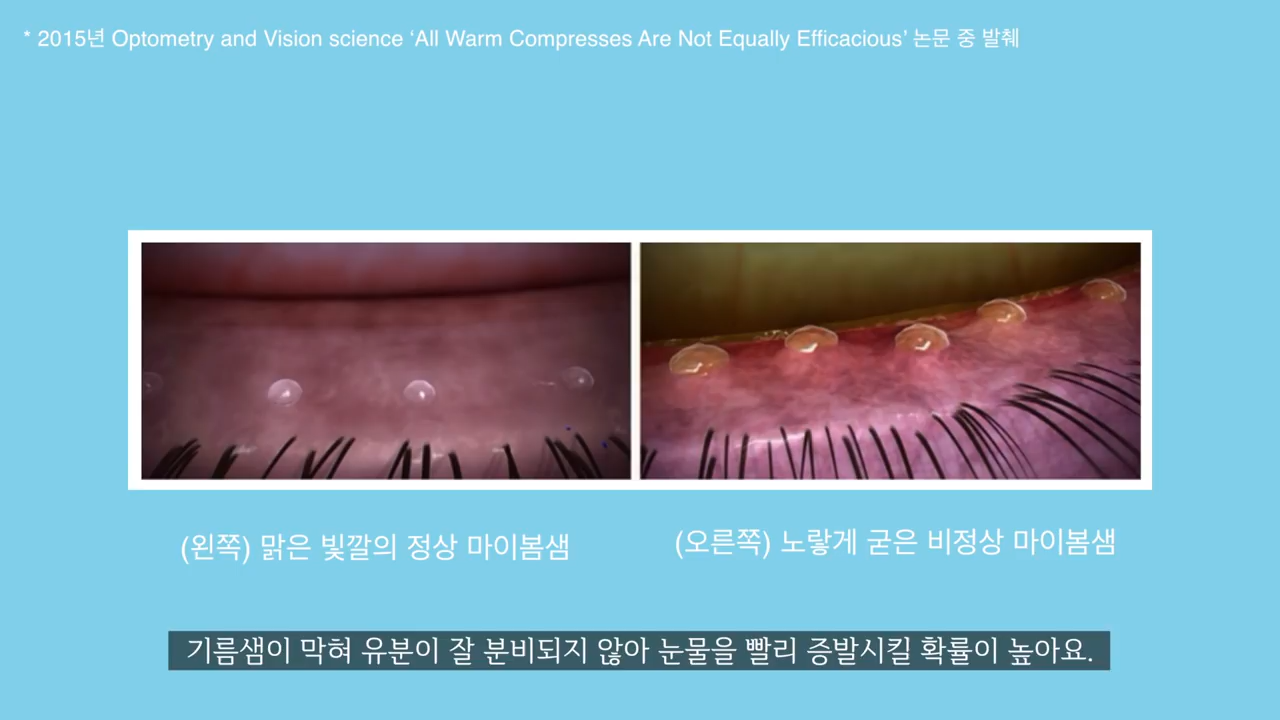 * 2015년 Optometry and Vision science ‘All Warm Compresses Are Not Equally Efficacious’ 논문 중 발췌
(왼쪽) 맑은 빛깔의 정상 마이봄샘
(오른쪽) 노랗게 굳은 비정상 마이봄샘
기름샘이 막혀 유분이 잘 분비되지 않아 눈물을 빨리 증발시킬 확률이 높아요.